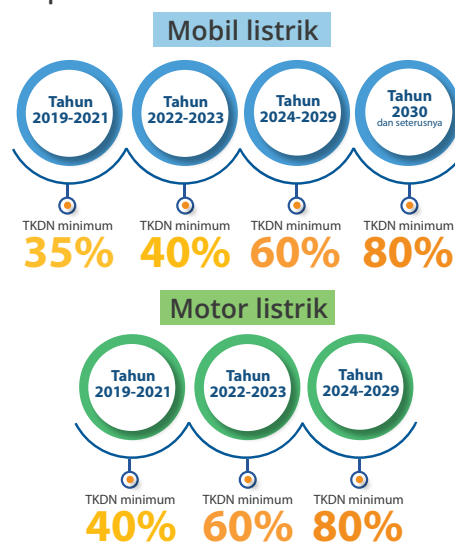 Mobil listrik
Tahun
2019-2021
Tahun
2022-2023
Tahun
2024-2029
Tahun
2030
dan seterusnya
TKDN minimum
35%
TKDN minimum
40%
TKDN minimum
60%
TKDN minimum
80%
Motor listrik
Tahun
2019-2021
Tahun
2022-2023
Tahun
2024-2029
TKDN minimum
40%
TKDN minimum
60%
TKDN minimum
80%